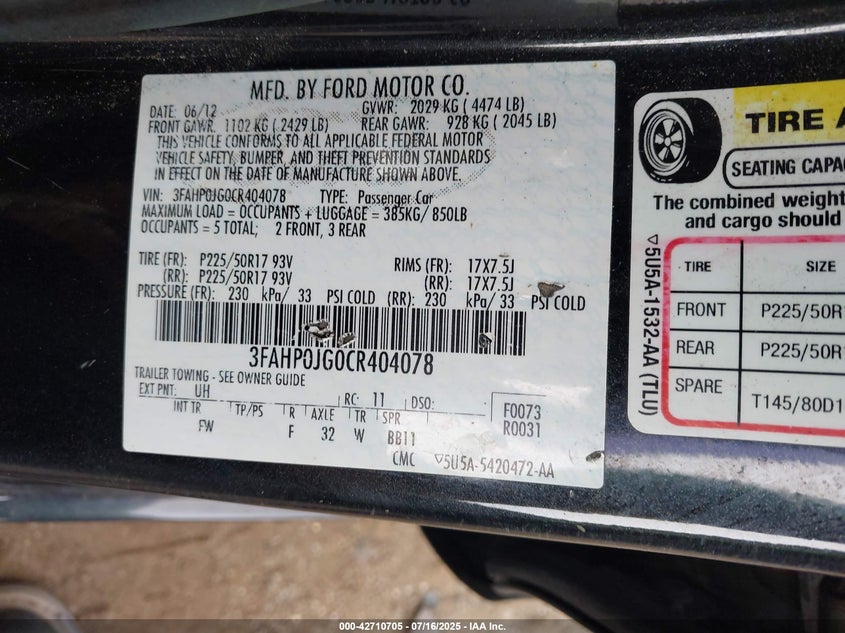 MFD. BY FORD MOTOR CO.
DATE: 06/12 GVWR: 2029 KG ( 4474 LB)
FRONT GAWR: 1102 KG ( 2429 LB) REAR GAWR: 928 KG ( 2045 LB)
THIS VEHICLE CONFORMS TO ALL APPLICABLE FEDERAL MOTOR
VEHICLE SAFETY, BUMPER, AND THEFT PREVENTION STANDARDS
IN EFFECT ON THE DATE OF MANUFACTURE SHOWN ABOVE.
VIN: 3FAHP0JG0CR404078 TYPE: Passenger Car
MAXIMUM LOAD = OCCUPANTS + LUGGAGE = 385KG/ 850LB
OCCUPANTS = 5 TOTAL; 2 FRONT, 3 REAR
TIRE (FR): P225/50R17 93V RIMS (FR): 17X7.5J
(RR): P225/50R17 93V (RR): 17X7.5J
PRESSURE (FR): 230 kPa/ 33 PSI COLD (RR): 230 kPa/ 33 PSI COLD
3FAHP0JG0CR404078
TRAILER TOWING - SEE OWNER GUIDE
EXT PNT: UH RC: 11 DSO: F0073
INT TR TP/PS R AXLE TR SPR R0031
FW F 32 W BB11
CMC ▽5U5A-5420472-AA
TIRE A
SEATING CAPA
The combined weight
and cargo should
TIRE SIZE
FRONT P225/50R1
REAR P225/50R
SPARE T145/80D1
▽5U5A-1532-AA (TLU)
000-42710705 - 07/16/2025 - IAA Inc.